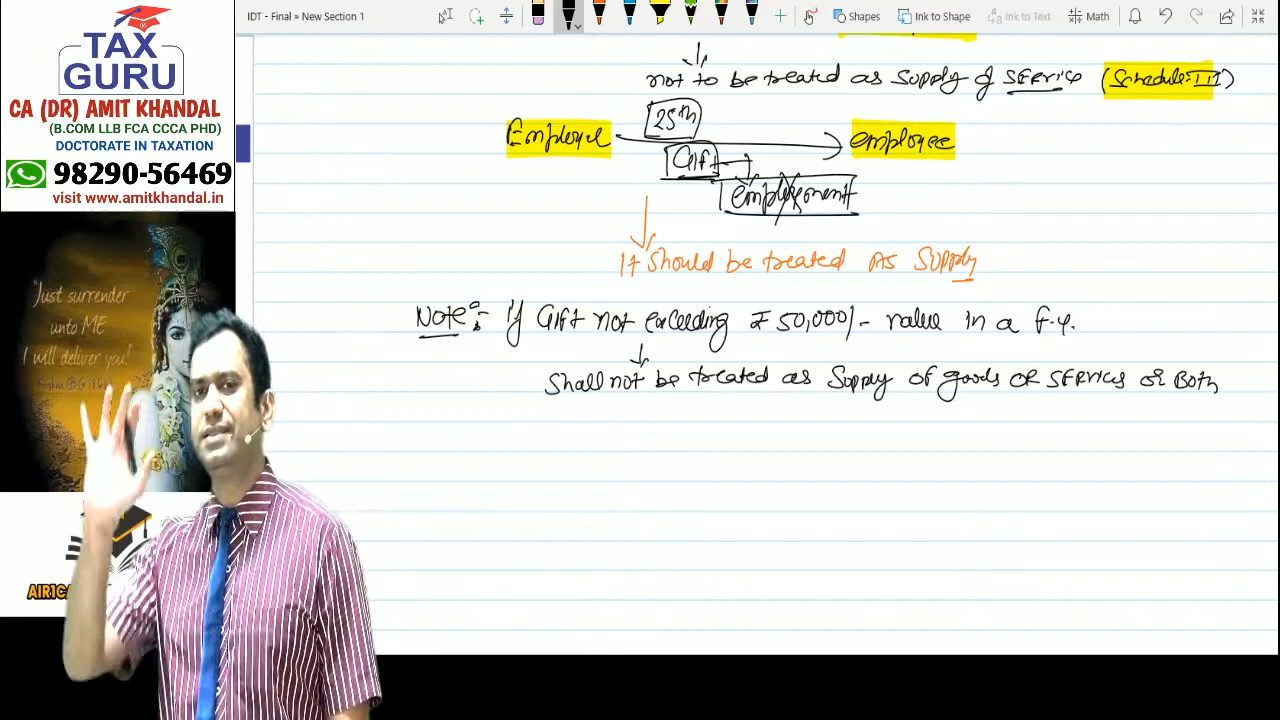 IDT - Final » New Section 1
Shapes
Ink to Shape
Ink to Text
Math
TAX
GURU
CA (DR) AMIT KHANDAL
(B.COM LLB FCA CCCA PHD)
DOCTORATE IN TAXATION
98290-56469
visit www.amitkhandal.in
"Just surrender
unto ME
I will deliver you"
not to be treated as supply of service (Schedule-III)
25th
Employer
employee
Gift
employement
It should be treated As Supply
Note:- If Gift not exceeding ₹ 50,000/- value in a f.y.
Shall not be treated as Supply of goods or services or Both